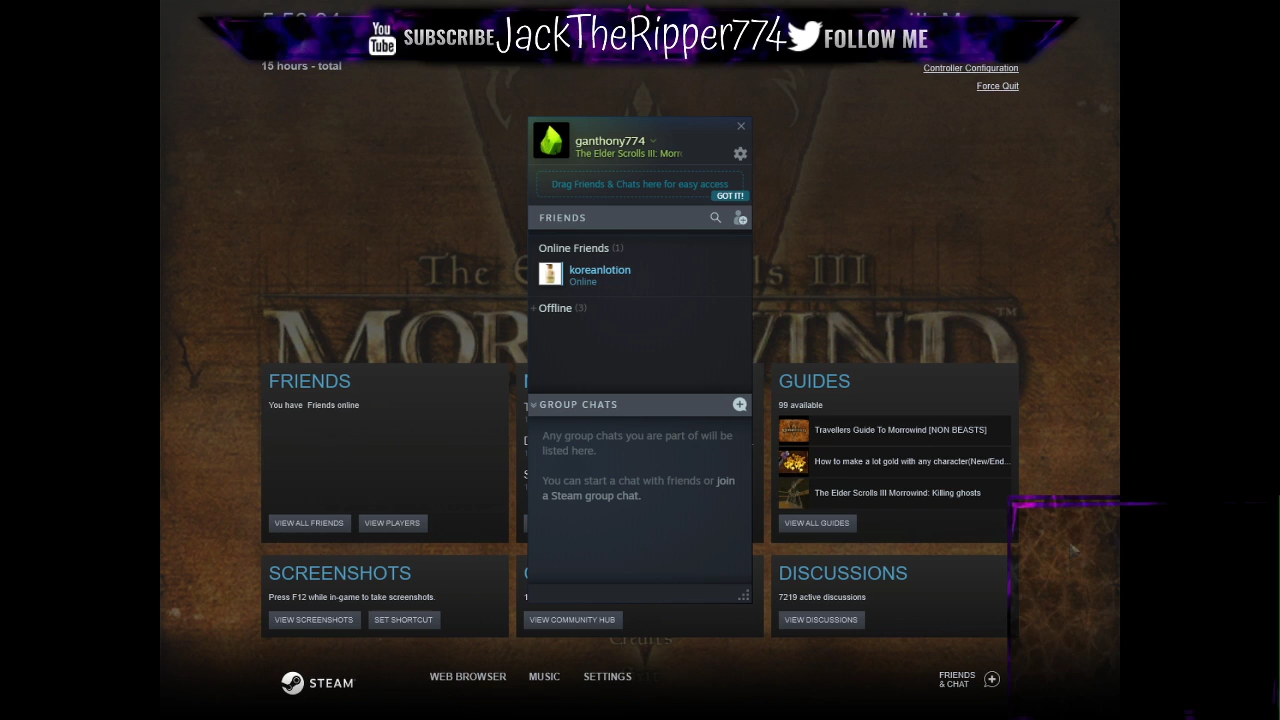 You
Tube
SUBSCRIBE
JackTheRipper774
FOLLOW ME
15 hours - total
Controller Configuration
Force Quit
ganthony774
The Elder Scrolls III: Morr
Drag Friends & Chats here for easy access
GOT IT!
FRIENDS
Online Friends (1)
koreanlotion
Online
+ Offline (3)
The E III
MORROWIND
GROUP CHATS
Any group chats you are part of will be
listed here.
You can start a chat with friends or join
a Steam group chat.
FRIENDS
You have Friends online
VIEW ALL FRIENDS
VIEW PLAYERS
GUIDES
99 available
Travellers Guide To Morrowind [NON BEASTS]
How to make a lot gold with any character(New/End...
The Elder Scrolls III Morrowind: Killing ghosts
VIEW ALL GUIDES
SCREENSHOTS
Press F12 while in-game to take screenshots.
VIEW SCREENSHOTS
SET SHORTCUT
VIEW COMMUNITY HUB
DISCUSSIONS
7219 active discussions
VIEW DISCUSSIONS
Credits
STEAM
WEB BROWSER
MUSIC
SETTINGS
FRIENDS
& CHAT